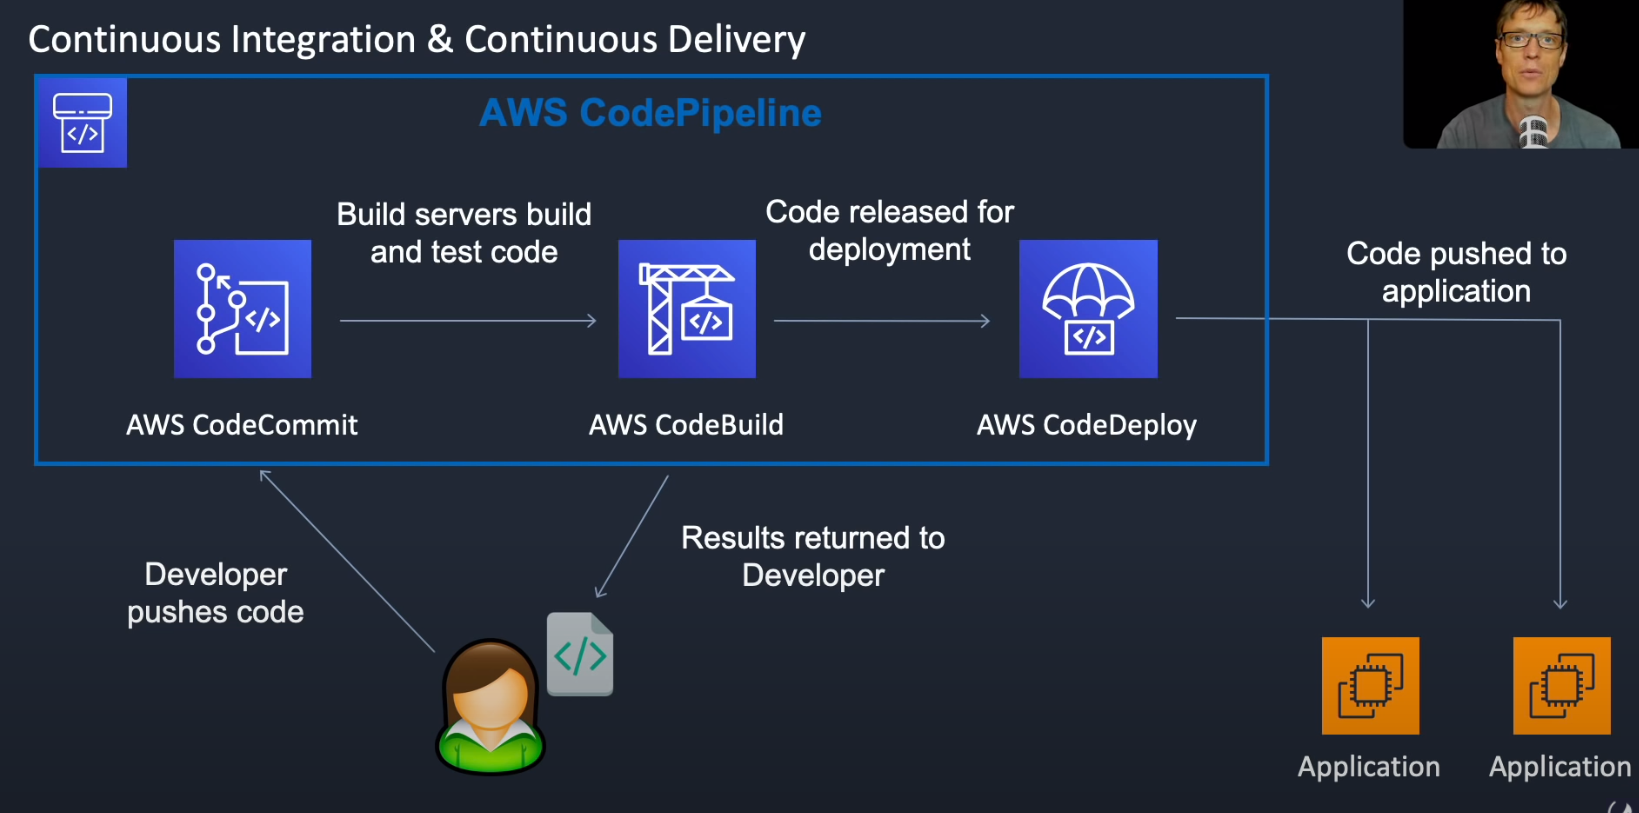 Continuous Integration & Continuous Delivery
AWS CodePipeline
Build servers build
and test code
Code released for
deployment
Code pushed to
application
</>
</>
</>
</>
AWS CodeCommit
AWS CodeBuild
AWS CodeDeploy
Developer
pushes code
Results returned to
Developer
</>
Application
Application